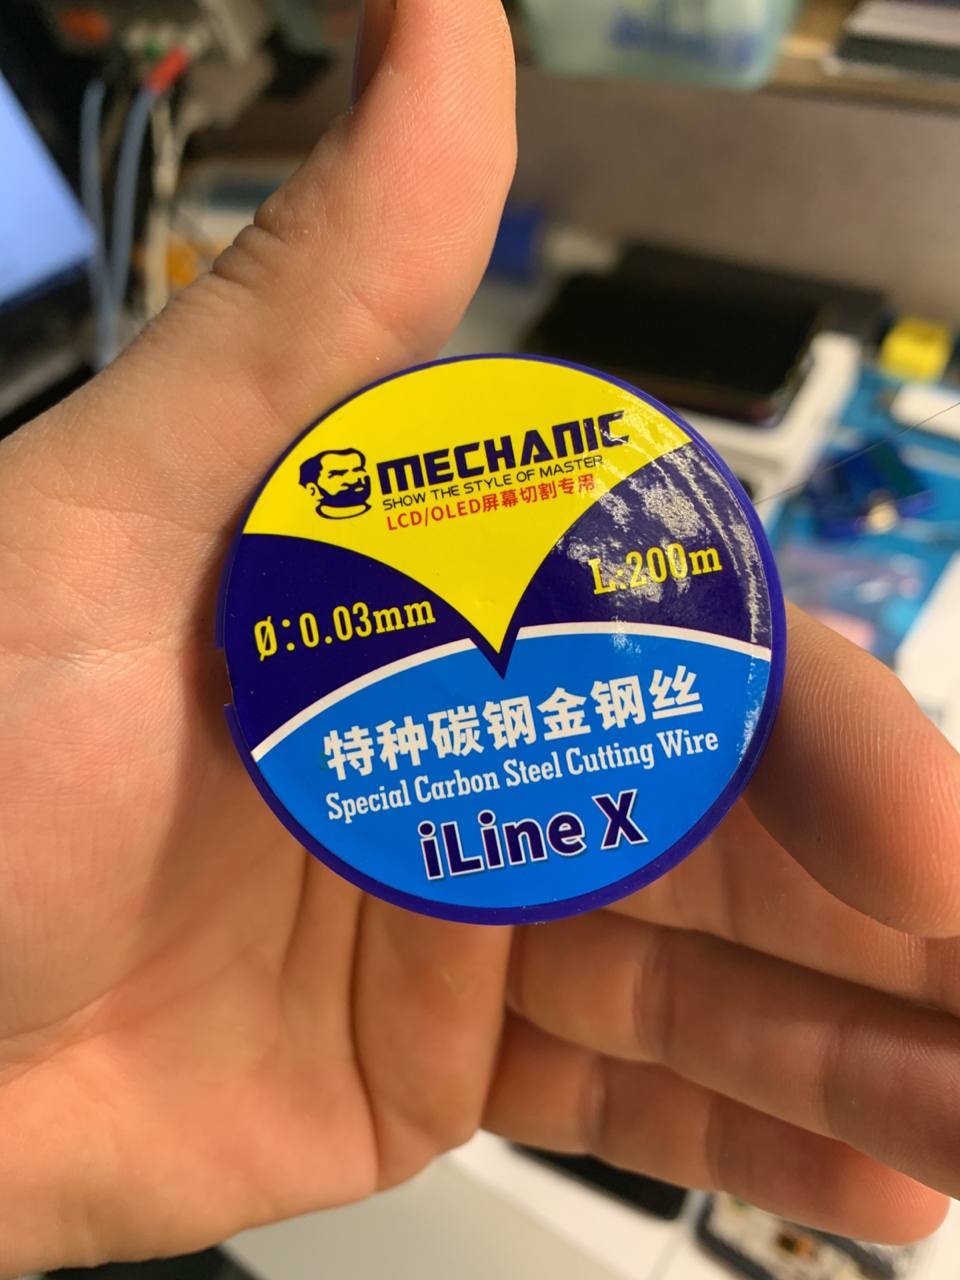 MECHANIC
SHOW THE STYLE OF MASTER
LCD/OLED屏幕切割专用
Ø:0.03mm
L:200m
特种碳钢金钢丝
Special Carbon Steel Cutting Wire
iLine X